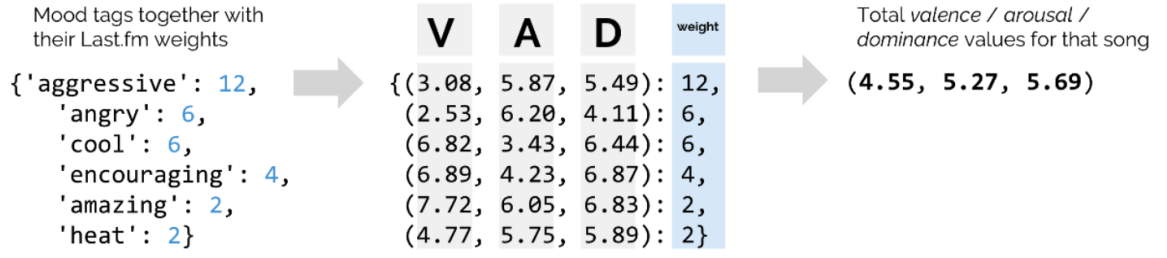 Mood tags together with
their Last.fm weights
{'aggressive': 12,
'angry': 6,
'cool': 6,
'encouraging': 4,
'amazing': 2,
'heat': 2}
V A D weight
{(3.08, 5.87, 5.49): 12,
(2.53, 6.20, 4.11): 6,
(6.82, 3.43, 6.44): 6,
(6.89, 4.23, 6.87): 4,
(7.72, 6.05, 6.83): 2,
(4.77, 5.75, 5.89): 2}
Total valence / arousal /
dominance values for that song
(4.55, 5.27, 5.69)